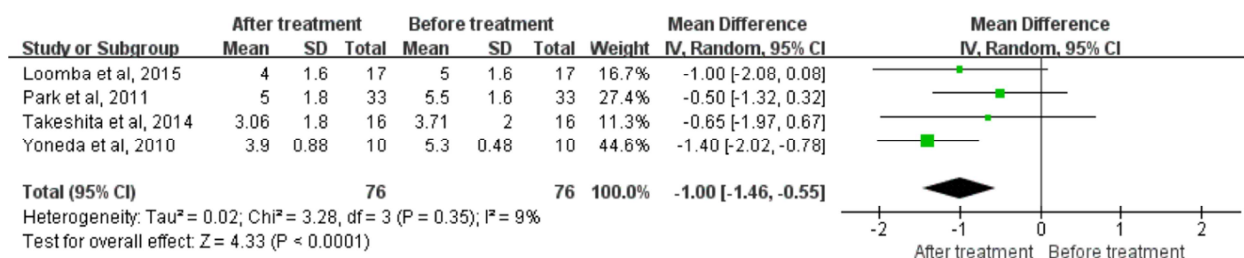 After treatment Before treatment Mean Difference Mean Difference
Study or Subgroup Mean SD Total Mean SD Total Weight IV, Random, 95% CI IV, Random, 95% CI
Loomba et al, 2015 4 1.6 17 5 1.6 17 16.7% -1.00 [-2.08, 0.08]
Park et al, 2011 5 1.8 33 5.5 1.6 33 27.4% -0.50 [-1.32, 0.32]
Takeshita et al, 2014 3.06 1.8 16 3.71 2 16 11.3% -0.65 [-1.97, 0.67]
Yoneda et al, 2010 3.9 0.88 10 5.3 0.48 10 44.6% -1.40 [-2.02, -0.78]
Total (95% CI) 76 76 100.0% -1.00 [-1.46, -0.55]
Heterogeneity: Tau² = 0.02; Chi² = 3.28, df = 3 (P = 0.35); I² = 9%
Test for overall effect: Z = 4.33 (P < 0.0001)
-2 -1 0 1 2
After treatment Before treatment